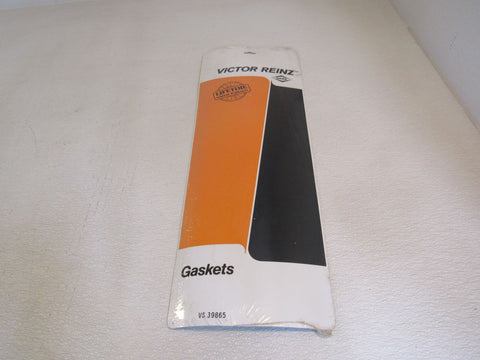 VICTOR REINZ
LIFETIME
Gaskets
VS 39865